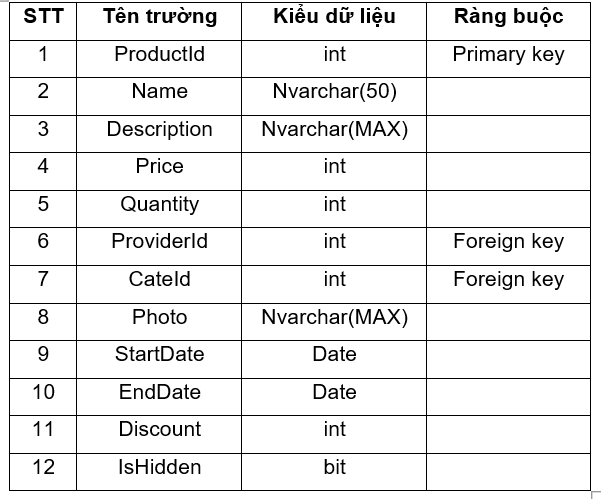 STT Tên trường Kiểu dữ liệu Ràng buộc
1 ProductId int Primary key
2 Name Nvarchar(50)
3 Description Nvarchar(MAX)
4 Price int
5 Quantity int
6 ProviderId int Foreign key
7 CateId int Foreign key
8 Photo Nvarchar(MAX)
9 StartDate Date
10 EndDate Date
11 Discount int
12 IsHidden bit